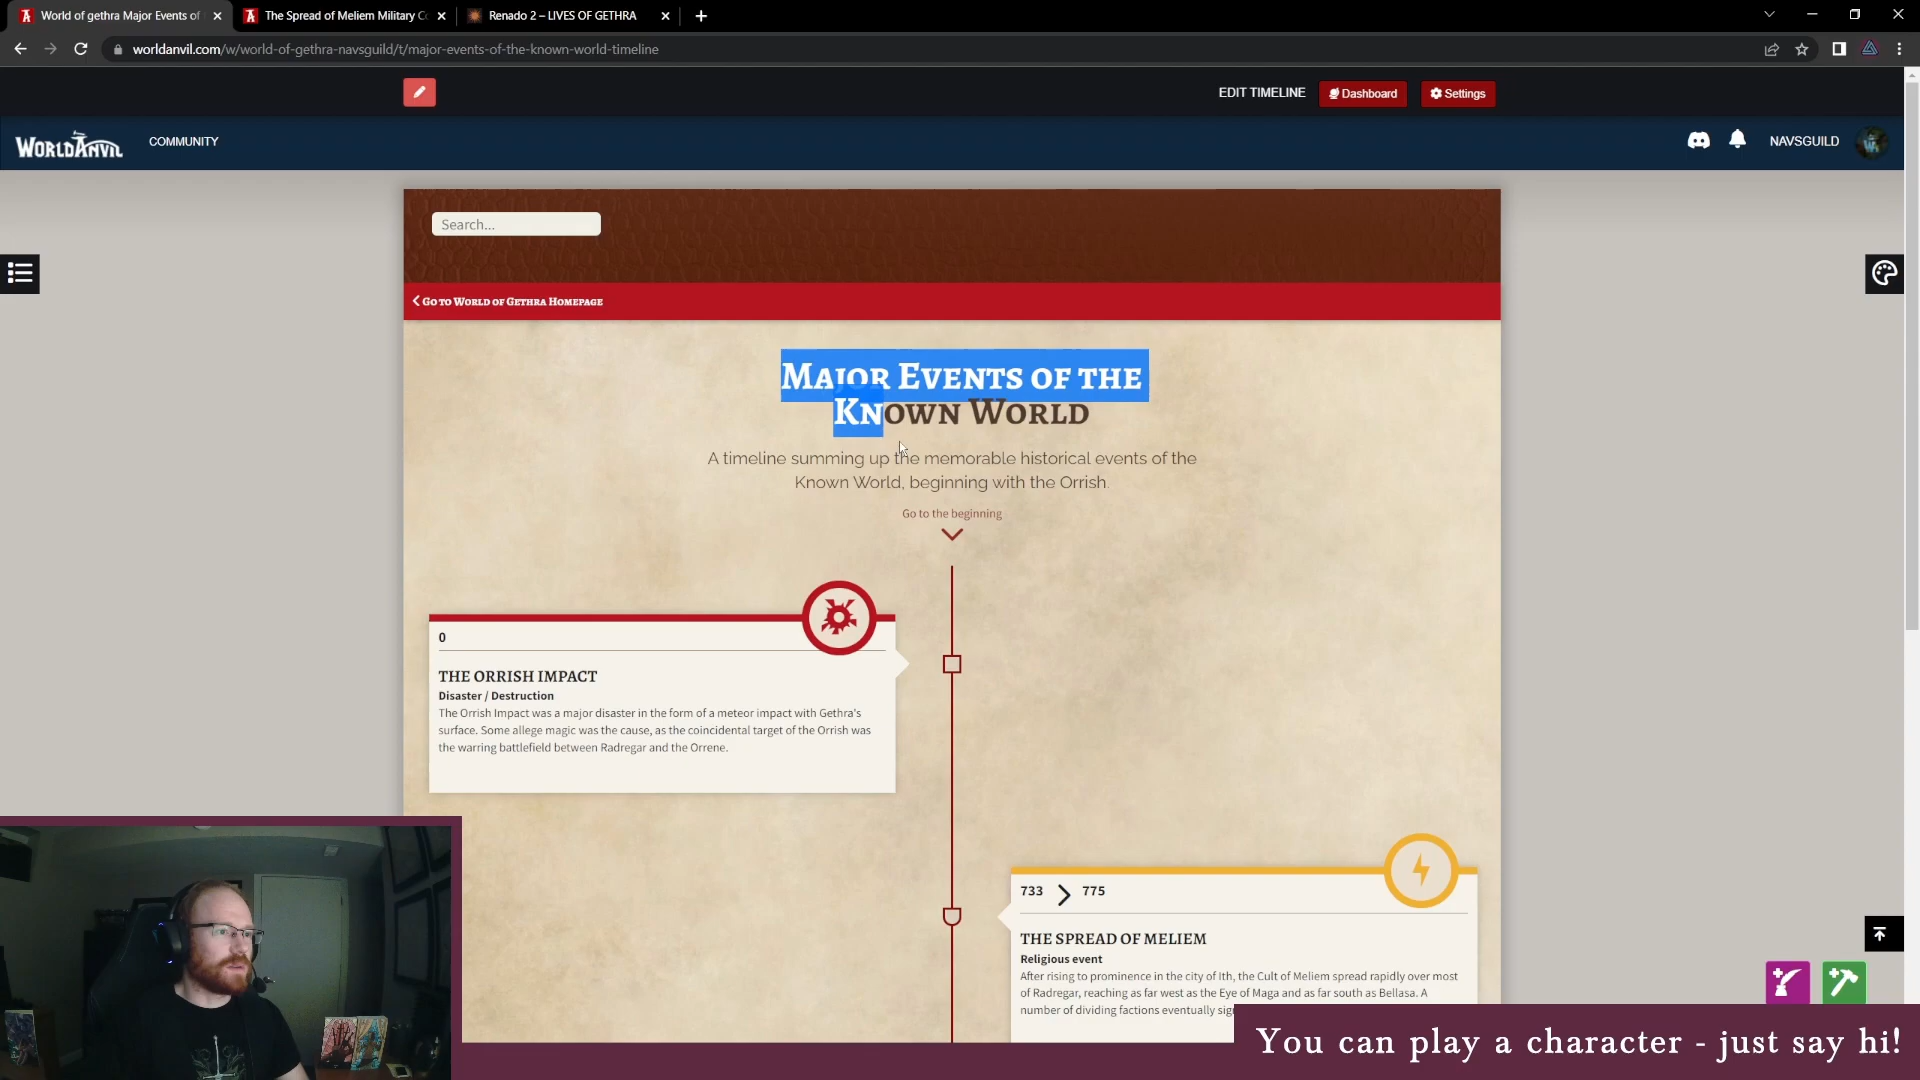 World of gethra Major Events of
The Spread of Meliem Military Co
Renado 2 – LIVES OF GETHRA
worldanvil.com/w/world-of-gethra-navsguild/t/major-events-of-the-known-world-timeline
EDIT TIMELINE
Dashboard
Settings
WORLDANVIL
COMMUNITY
NAVSGUILD
Search...
Go to World of Gethra Homepage
Major Events of the
Known World
A timeline summing up the memorable historical events of the
Known World, beginning with the Orrish.
Go to the beginning
0
THE ORRISH IMPACT
Disaster / Destruction
The Orrish Impact was a major disaster in the form of a meteor impact with Gethra's
surface. Some allege magic was the cause, as the coincidental target of the Orrish was
the warring battlefield between Radregar and the Orrene.
733 > 775
THE SPREAD OF MELIEM
Religious event
After rising to prominence in the city of Ith, the Cult of Meliem spread rapidly over most
of Radregar, reaching as far west as the Eye of Maga and as far south as Bellasa. A
number of dividing factions eventually sig
You can play a character - just say hi!